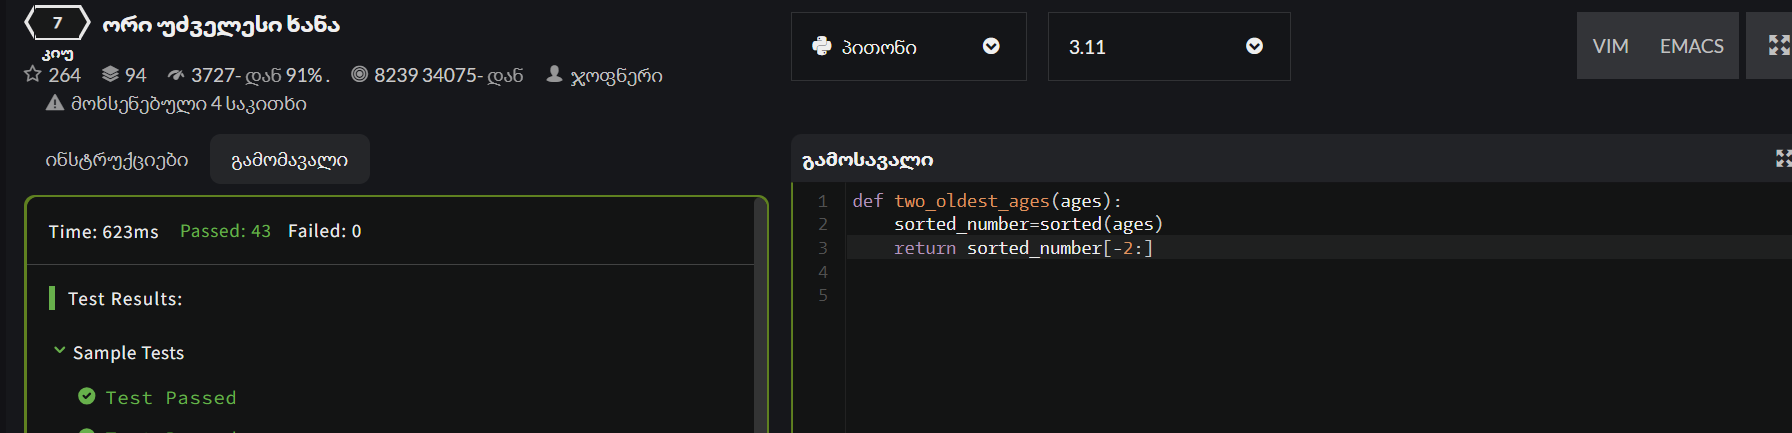 7 ორი უძველესი ხანა
კიუ
264 94 3727- დან 91% . 8239 34075- დან ჯოფნერი
მოხსენებული 4 საკითხი
პითონი 3.11 VIM EMACS
ინსტრუქციები გამომავალი
Time: 623ms Passed: 43 Failed: 0
Test Results:
Sample Tests
Test Passed
გამოსავალი
1 def two_oldest_ages(ages):
2 sorted_number=sorted(ages)
3 return sorted_number[-2:]
4
5